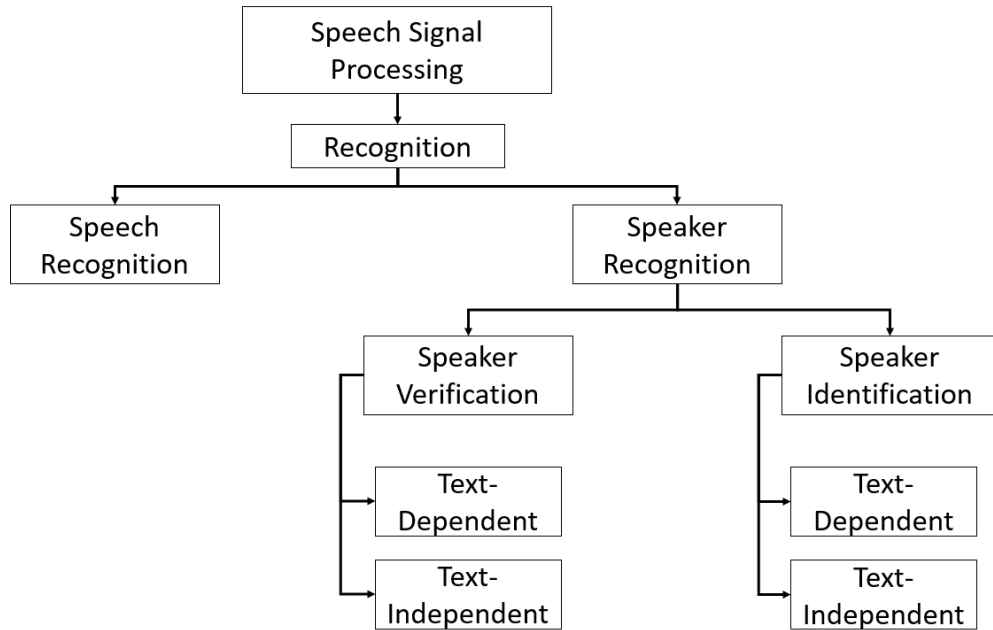 Speech Signal
Processing
Recognition
Speech
Recognition
Speaker
Recognition
Speaker
Verification
Speaker
Identification
Text-
Dependent
Text-
Independent
Text-
Dependent
Text-
Independent